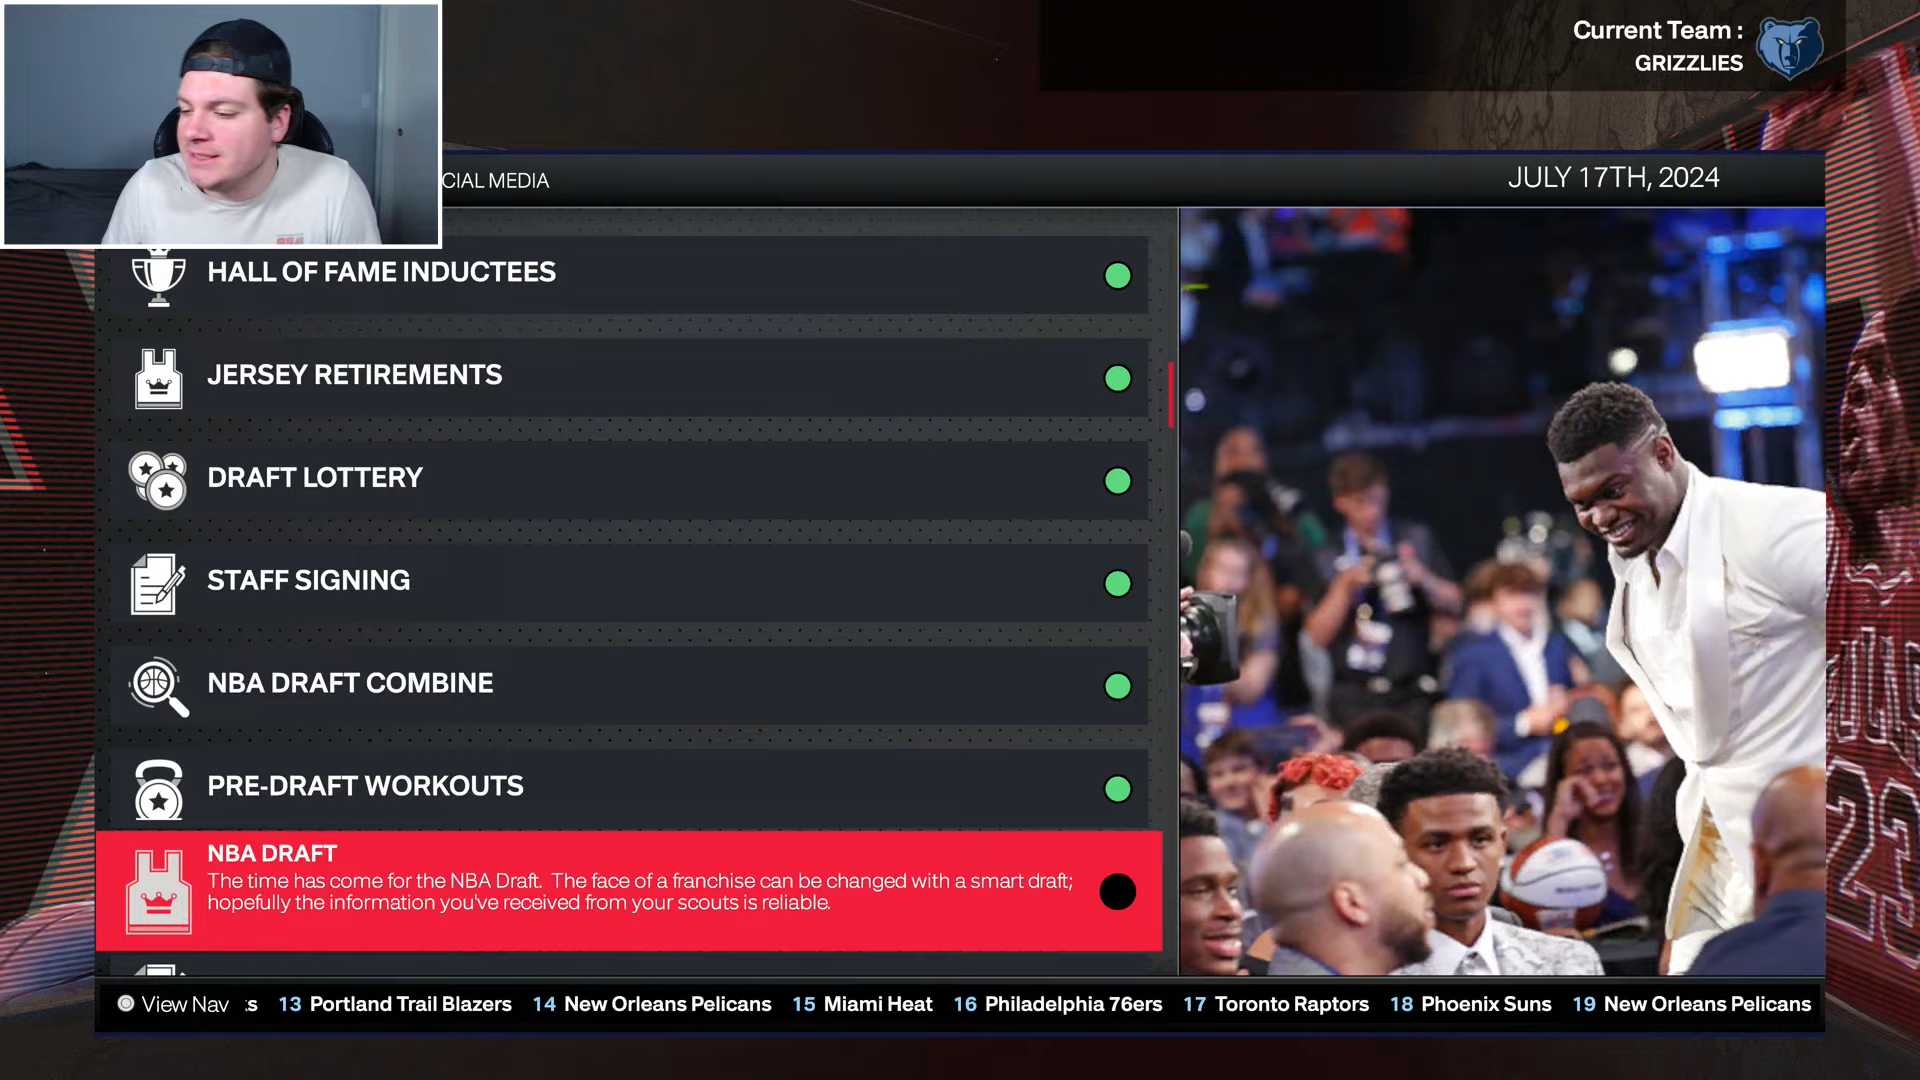 Current Team :
GRIZZLIES
CIAL MEDIA
JULY 17TH, 2024
HALL OF FAME INDUCTEES
JERSEY RETIREMENTS
DRAFT LOTTERY
STAFF SIGNING
NBA DRAFT COMBINE
PRE-DRAFT WORKOUTS
NBA DRAFT
The time has come for the NBA Draft. The face of a franchise can be changed with a smart draft;
hopefully the information you've received from your scouts is reliable.
View Nav s 13 Portland Trail Blazers 14 New Orleans Pelicans 15 Miami Heat 16 Philadelphia 76ers 17 Toronto Raptors 18 Phoenix Suns 19 New Orleans Pelicans
23